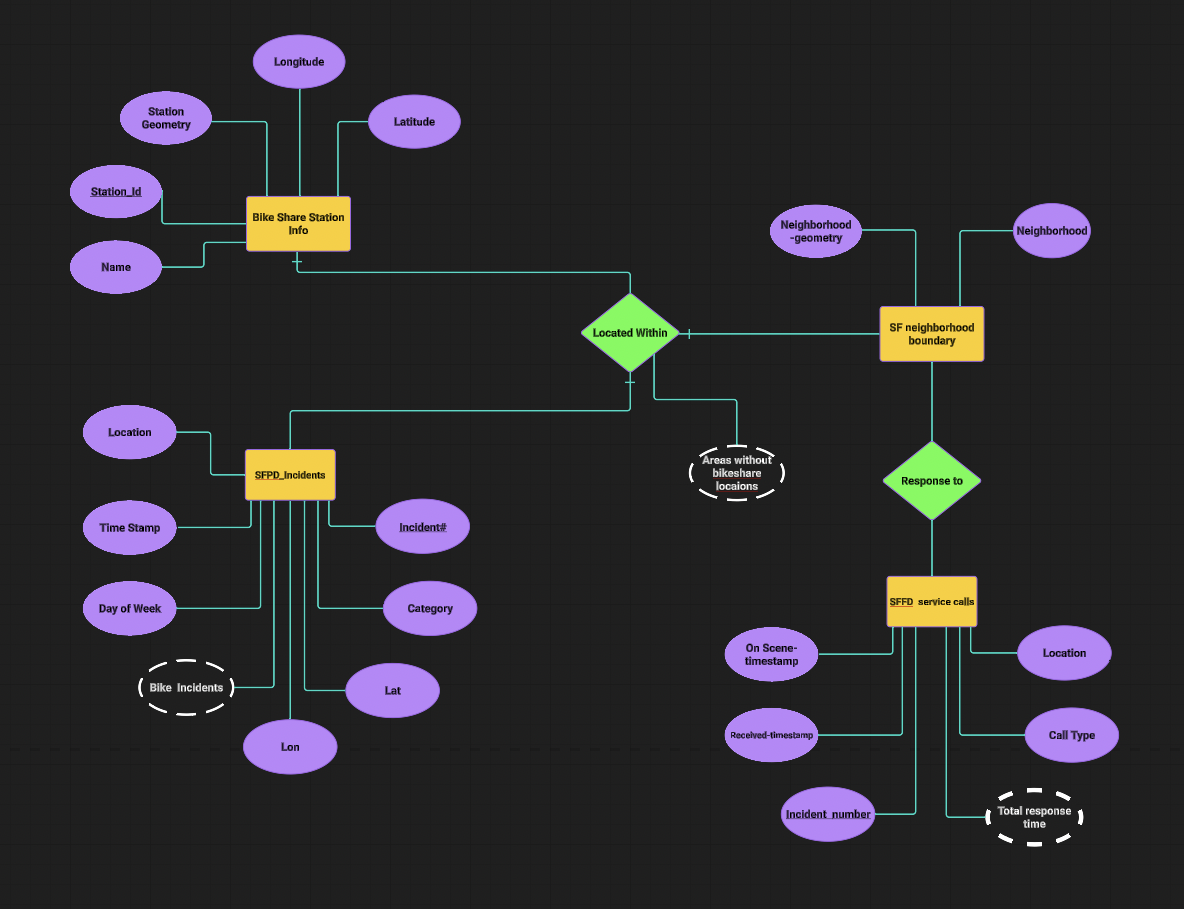 Longitude
Station
Geometry
Latitude
Station_Id
Bike Share Station
Info
Name
Neighborhood
-geometry
Neighborhood
Located Within
SF neighborhood
boundary
Location
SFPD_Incidents
Areas without
bikeshare
locaions
Response to
Time Stamp
Incident#
Day of Week
Category
SFFD service calls
On Scene-
timestamp
Location
Bike Incidents
Lat
Lon
Received-timestamp
Call Type
Incident_number
Total response
time